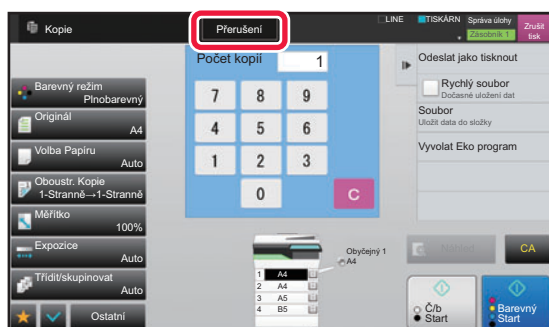 Kopie
Přerušení
LINE
TISKÁRN
Správa úlohy
Zásobník 1
Zrušit
tisk
Počet kopií
1
7
8
9
4
5
6
1
2
3
0
C
Barevný režim
Plnobarevný
Originál
A4
Volba Papíru
Auto
Oboustr. Kopie
1-Stranně→1-Stranně
Měřítko
100%
Expozice
Auto
Třídit/skupinovat
Auto
Ostatní
Odeslat jako tisknout
Rychlý soubor
Dočasné uložení dat
Soubor
Uložit data do složky
Vyvolat Eko program
Obyčejný 1
A4
1 A4
2 A4
3 A5
4 B5
CA
Č/b
Start
Barevný
Start